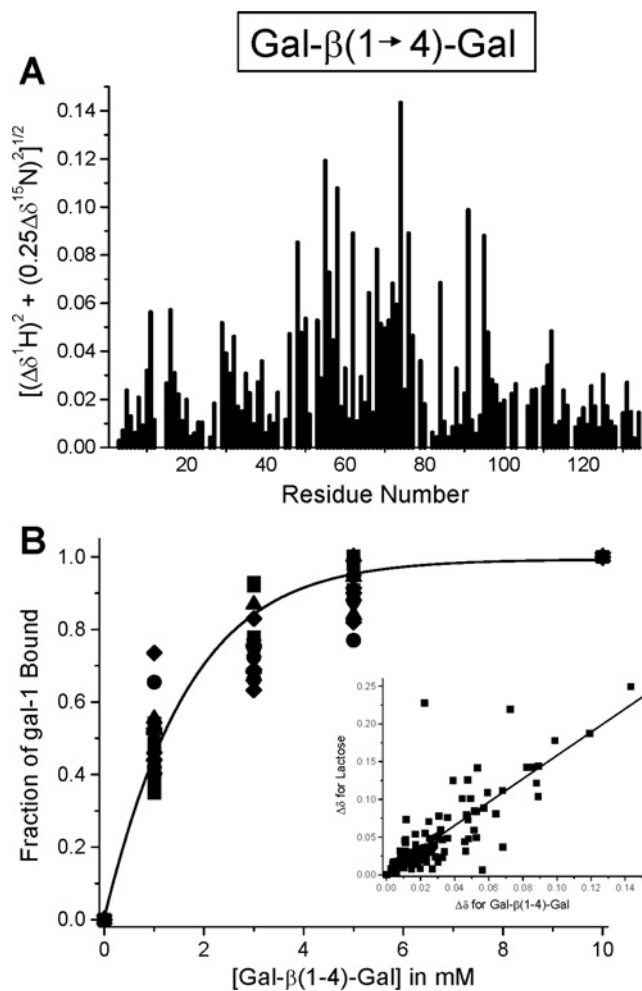 Gal-β(1→4)-Gal
A
[(Δδ¹H)² + (0.25Δδ¹⁵N)²]^1/2
0.14
0.12
0.10
0.08
0.06
0.04
0.02
0.00
20 40 60 80 100 120
Residue Number
B
Fraction of gal-1 Bound
1.0
0.8
0.6
0.4
0.2
0.0
0 2 4 6 8 10
[Gal-β(1-4)-Gal] in mM
Δδ for Lactose
0.25
0.20
0.15
0.10
0.05
0.00
0.00 0.02 0.04 0.06 0.08 0.10 0.12 0.14
Δδ for Gal-β(1-4)-Gal